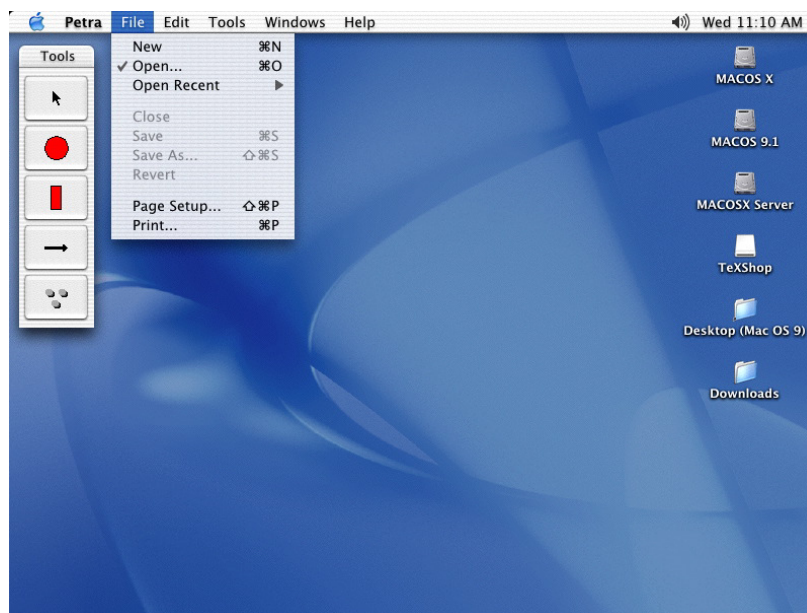 Petra File Edit Tools Windows Help Wed 11:10 AM
Tools
New ⌘N
✓ Open... ⌘O
Open Recent ▶
Close
Save ⌘S
Save As... ⇧⌘S
Revert
Page Setup... ⇧⌘P
Print... ⌘P
MACOS X
MACOS 9.1
MACOSX Server
TeXShop
Desktop (Mac OS 9)
Downloads